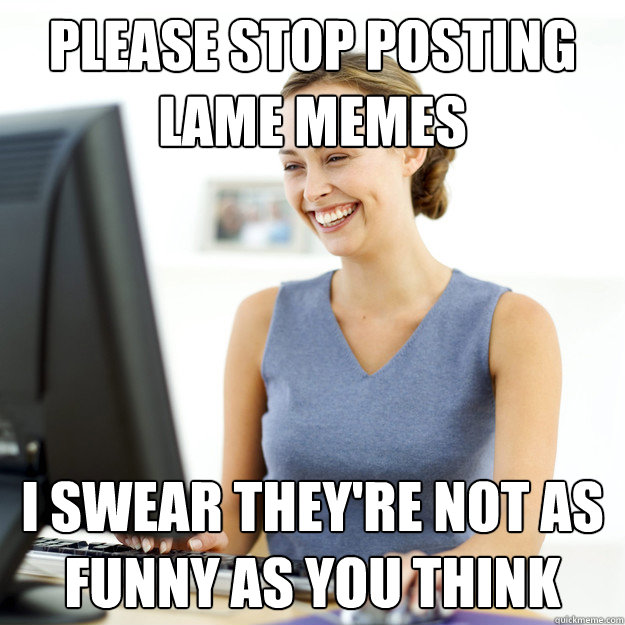 PLEASE STOP POSTING
LAME MEMES
I SWEAR THEY'RE NOT AS
FUNNY AS YOU THINK
quickmeme.com